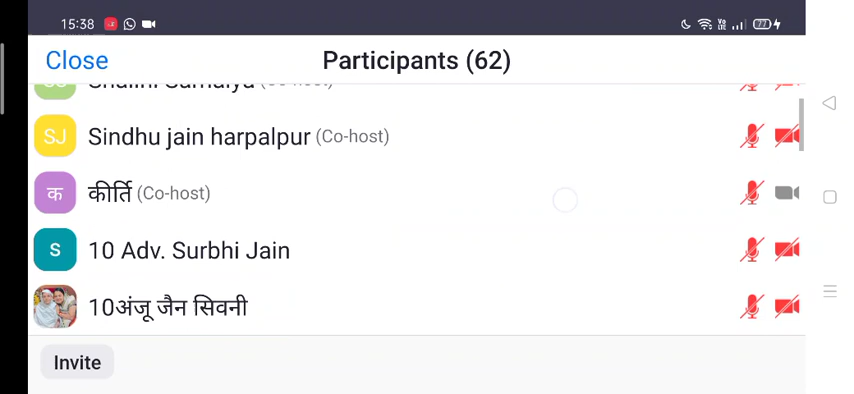 15:38
77
Close
Participants (62)
Sindhu jain harpalpur (Co-host)
SJ
कीर्ति (Co-host)
क
10 Adv. Surbhi Jain
S
10अंजू जैन सिवनी
Invite